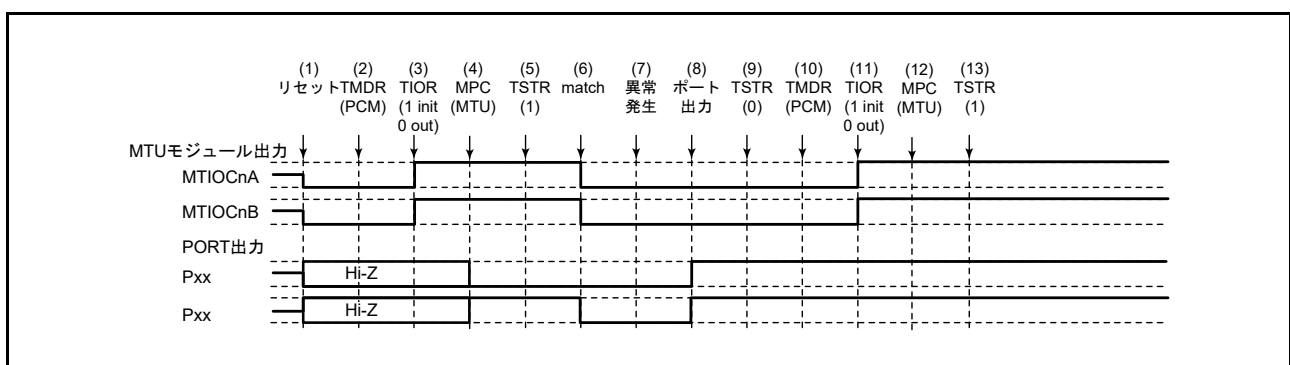 (1) (2) (3) (4) (5) (6) (7) (8) (9) (10) (11) (12) (13)
リセット TMDR TIOR MPC TSTR match 異常 ポート TSTR TMDR TIOR MPC TSTR
(PCM) (1 init (MTU) (1) 発生 出力 (0) (PCM) (1 init (MTU) (1)
0 out) 0 out)
MTUモジュール出力
MTIOCnA
MTIOCnB
PORT出力
Pxx Hi-Z
Pxx Hi-Z